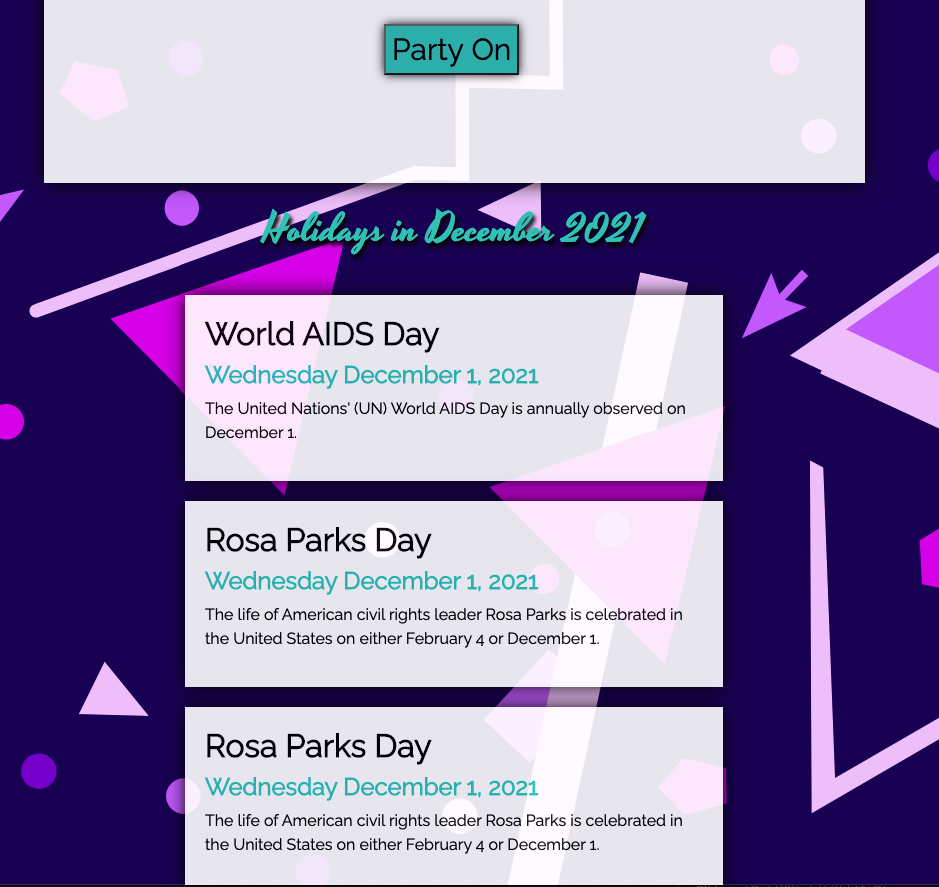 Party On
Holidays in December 2021
World AIDS Day
Wednesday December 1, 2021
The United Nations' (UN) World AIDS Day is annually observed on
December 1.
Rosa Parks Day
Wednesday December 1, 2021
The life of American civil rights leader Rosa Parks is celebrated in
the United States on either February 4 or December 1.
Rosa Parks Day
Wednesday December 1, 2021
The life of American civil rights leader Rosa Parks is celebrated in
the United States on either February 4 or December 1.